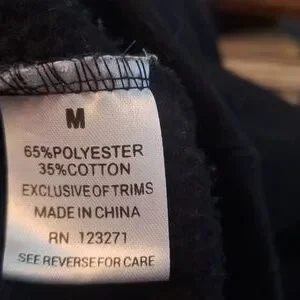 M
65%POLYESTER
35%COTTON
EXCLUSIVE OF TRIMS
MADE IN CHINA
RN 123271
SEE REVERSE FOR CARE